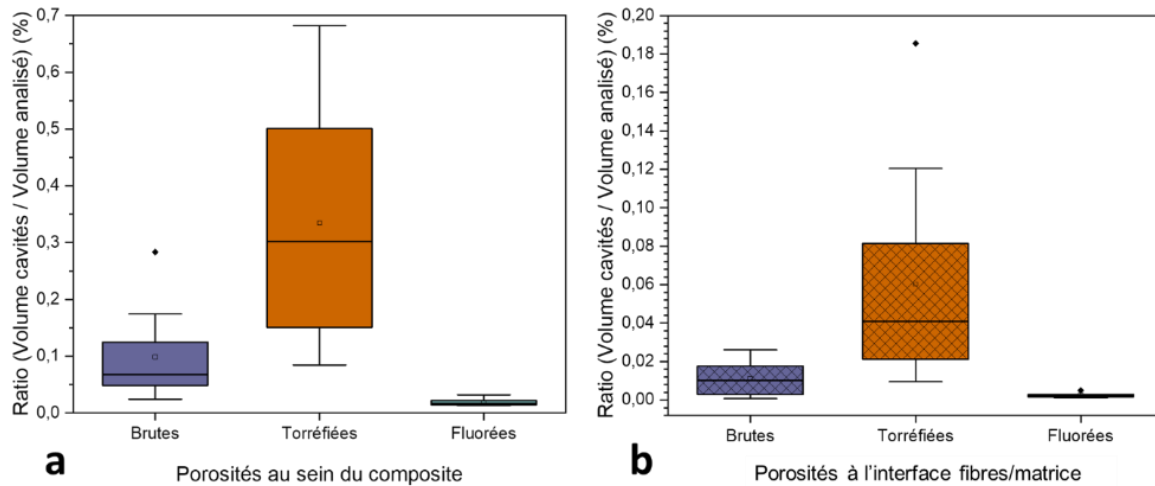 Ratio (Volume cavités / Volume analisé) (%)
0,7
0,6
0,5
0,4
0,3
0,2
0,1
0,0
Brutes Torréfiées Fluorées
a
Porosités au sein du composite
Ratio (Volume cavités / Volume analisé) (%)
0,20
0,18
0,16
0,14
0,12
0,10
0,08
0,06
0,04
0,02
0,00
Brutes Torréfiées Fluorées
b
Porosités à l'interface fibres/matrice